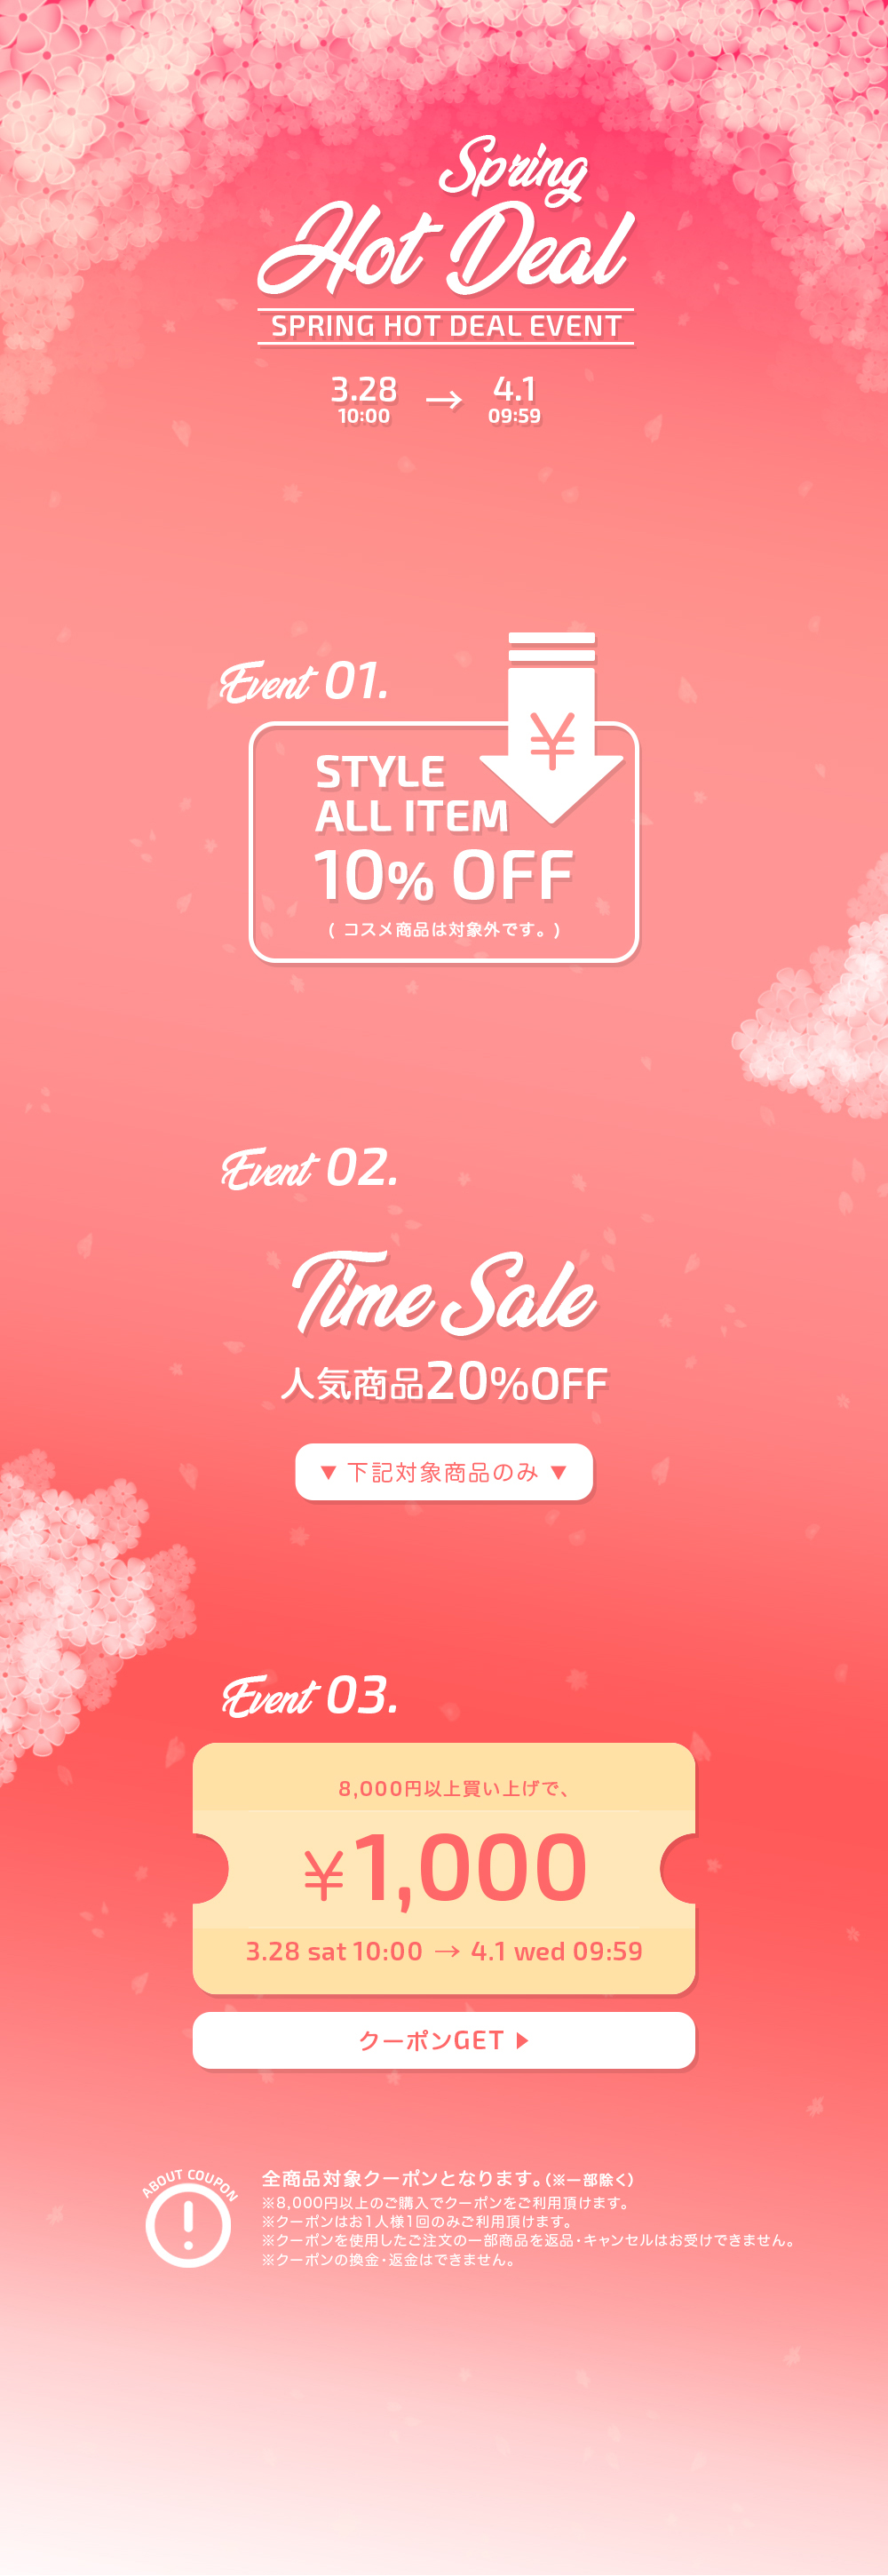 Spring
Hot Deal
SPRING HOT DEAL EVENT
3.28 → 4.1
10:00 09:59
Event 01.
¥
STYLE
ALL ITEM
10% OFF
( コスメ商品は対象外です。)
Event 02.
Time Sale
人気商品20%OFF
▼ 下記対象商品のみ ▼
Event 03.
8,000円以上買い上げで、
¥1,000
3.28 sat 10:00 → 4.1 wed 09:59
クーポンGET ▶
ABOUT COUPON
全商品対象クーポンとなります。(※一部除く)
※8,000円以上のご購入でクーポンをご利用頂けます。
※クーポンはお1人様1回のみご利用頂けます。
※クーポンを使用したご注文の一部商品を返品・キャンセルはお受けできません。
※クーポンの換金・返金はできません。